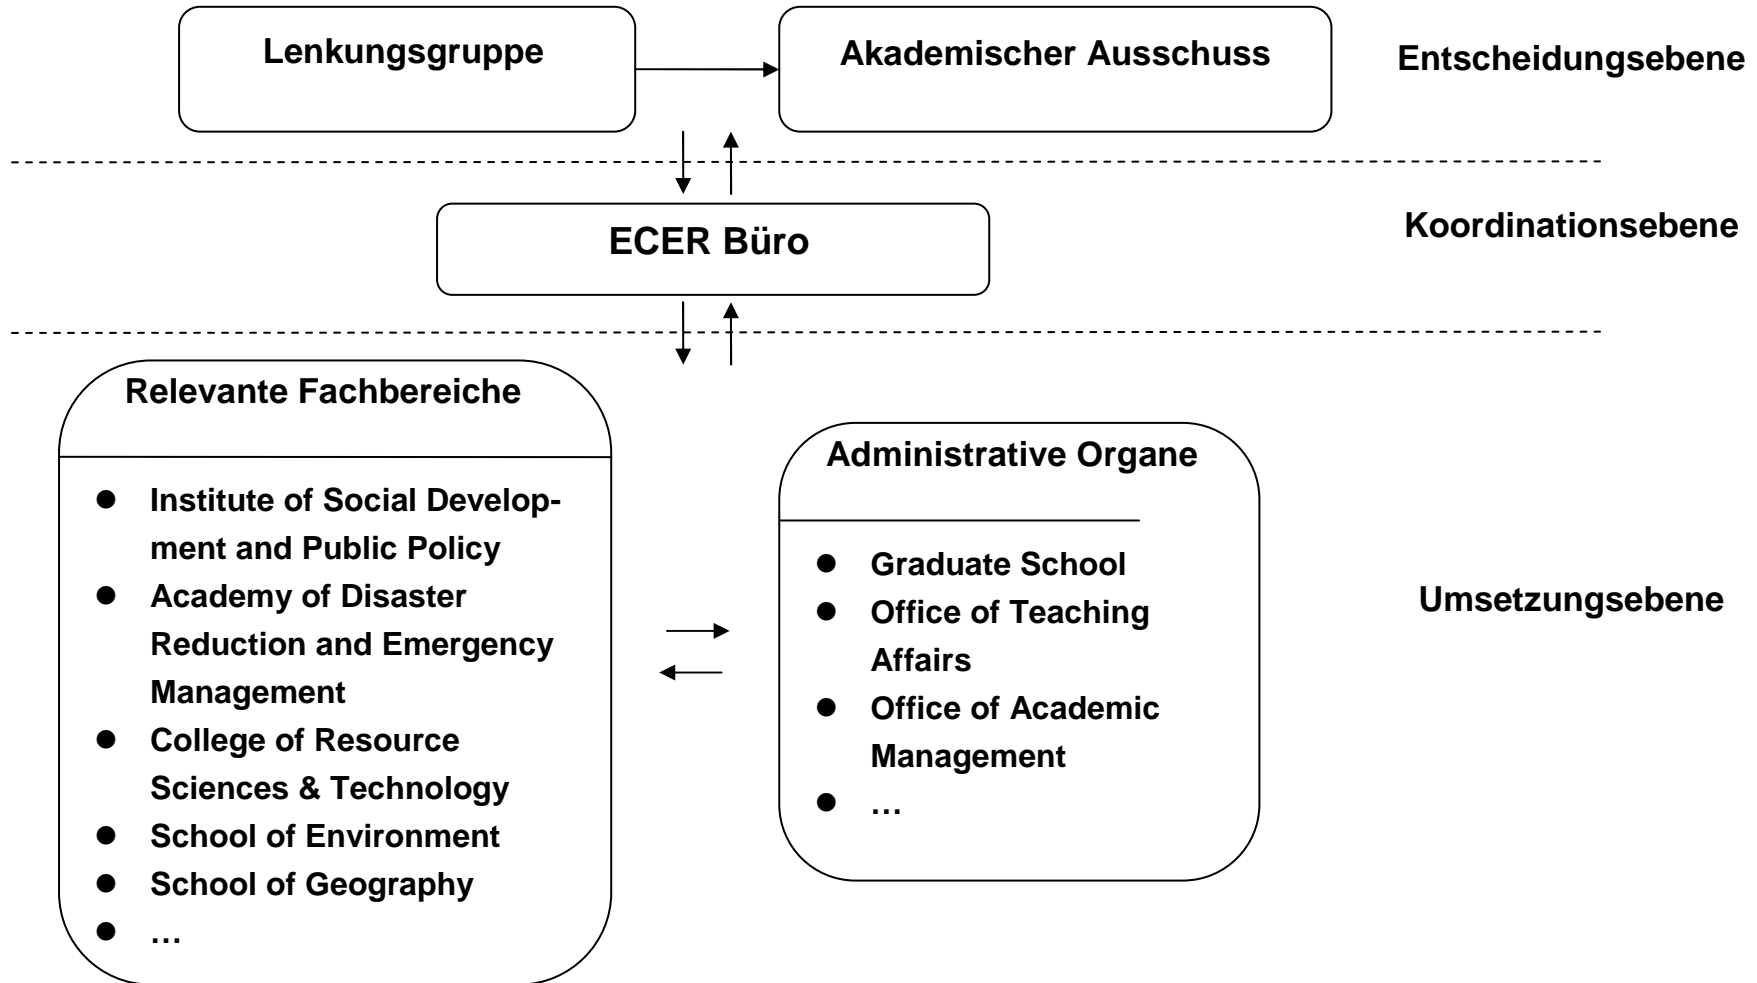 Lenkungsgruppe
Akademischer Ausschuss
Entscheidungsebene
ECER Büro
Koordinationsebene
Relevante Fachbereiche
● Institute of Social Develop-
ment and Public Policy
● Academy of Disaster
Reduction and Emergency
Management
● College of Resource
Sciences & Technology
● School of Environment
● School of Geography
● …
Administrative Organe
● Graduate School
● Office of Teaching
Affairs
● Office of Academic
Management
● …
Umsetzungsebene